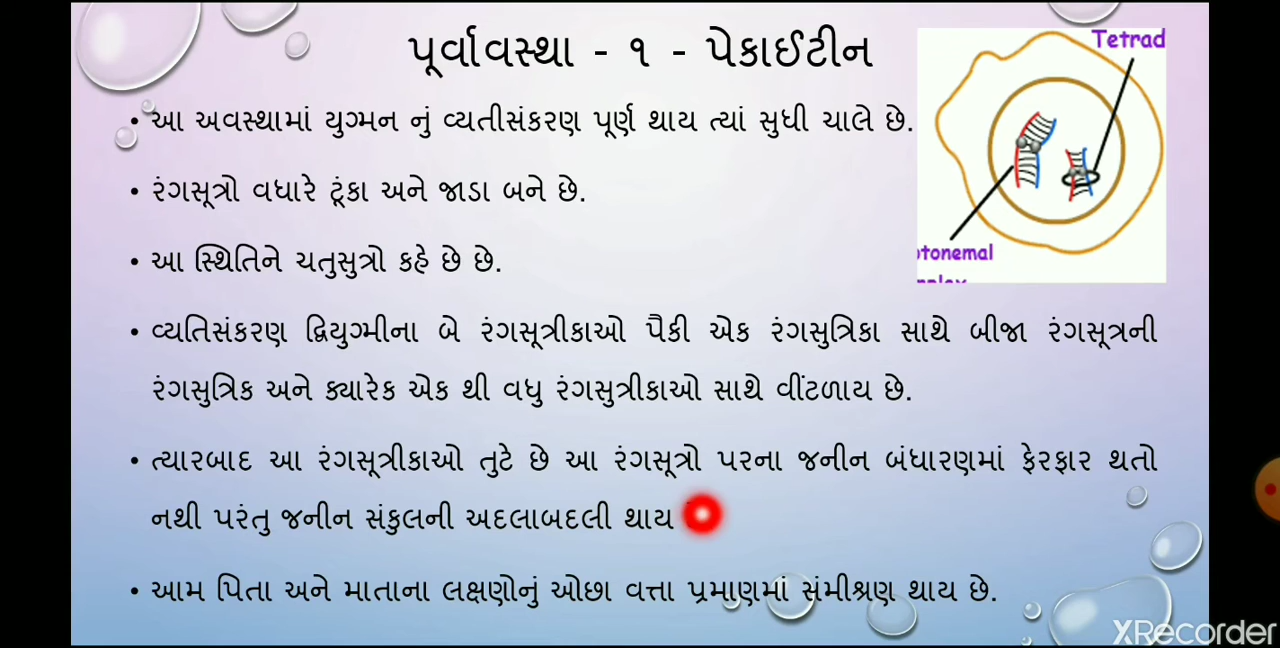 પૂર્વાવસ્થા - ૧ - પેકાઈટીન
Tetrad
• આ અવસ્થામાં યુગ્મન નું વ્યતીસંકરણ પૂર્ણ થાય ત્યાં સુધી ચાલે છે.
• રંગસૂત્રો વધારે ટૂંકા અને જાડા બને છે.
• આ સ્થિતિને ચતુસુત્રો કહે છે છે.
otonemal
• વ્યતિસંકરણ દ્વિયુગ્મીના બે રંગસૂત્રીકાઓ પૈકી એક રંગસુત્રિકા સાથે બીજા રંગસૂત્રની
રંગસુત્રિક અને ક્યારેક એક થી વધુ રંગસુત્રીકાઓ સાથે વીંટળાય છે.
• ત્યારબાદ આ રંગસૂત્રીકાઓ તુટે છે આ રંગસૂત્રો પરના જનીન બંધારણમાં ફેરફાર થતો
નથી પરંતુ જનીન સંકુલની અદલાબદલી થાય
• આમ પિતા અને માતાના લક્ષણોનું ઓછા વત્તા પ્રમાણમાં સંમીશ્રણ થાય છે.
XRecorder